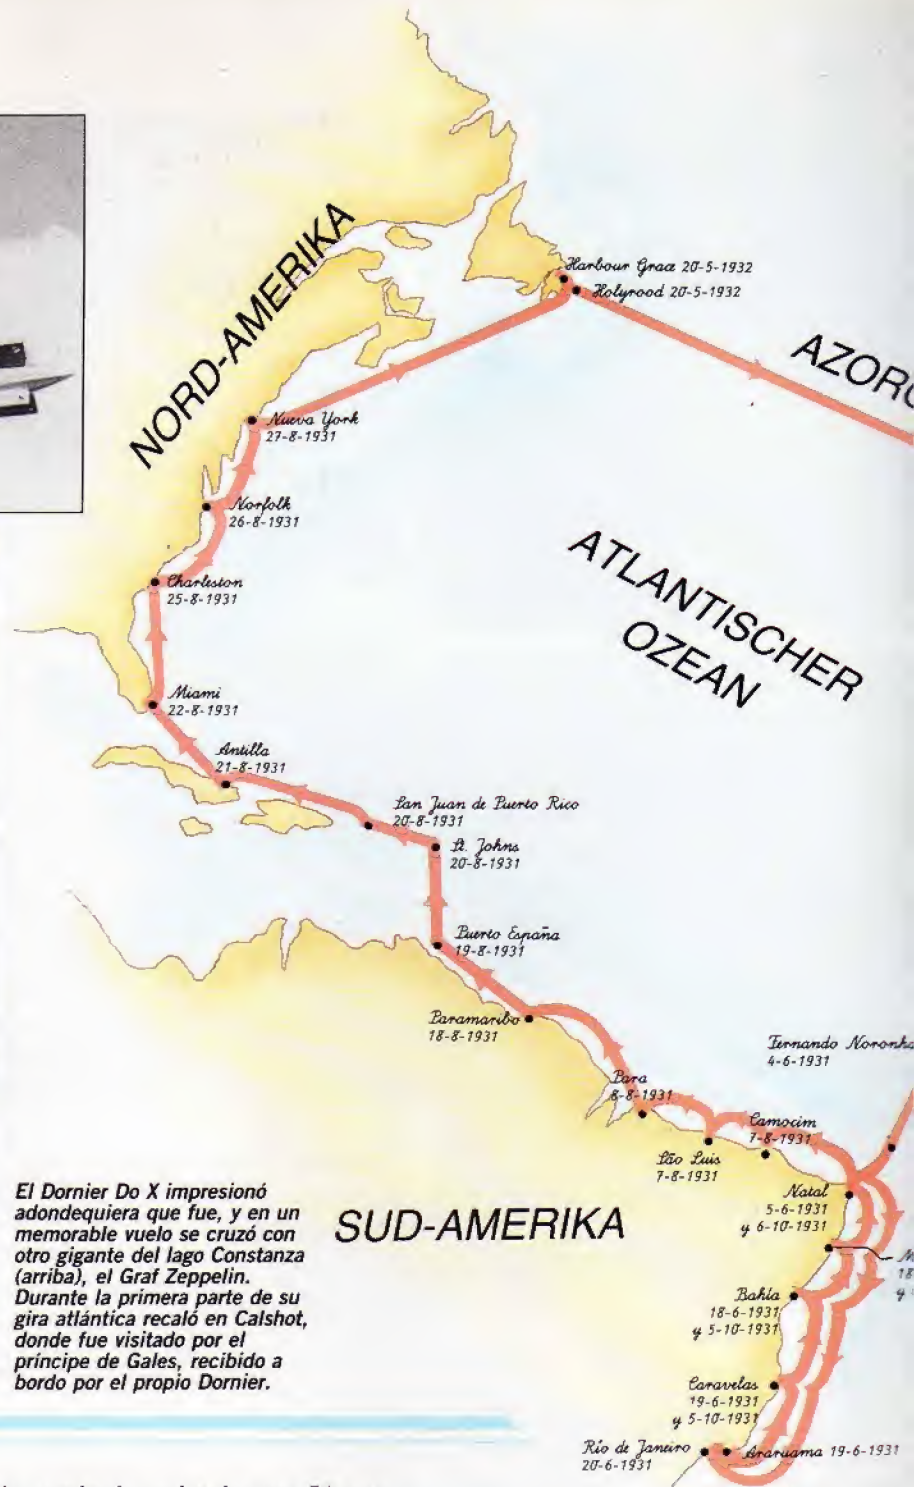 NORD-AMERIKA
Harbour Grace 20-5-1932
Holyrood 20-5-1932
Nueva York
27-8-1931
Norfolk
26-8-1931
Charleston
25-8-1931
Miami
22-8-1931
Antilla
21-8-1931
San Juan de Puerto Rico
20-8-1931
St. Johns
20-8-1931
Puerto España
19-8-1931
Paramaribo
18-8-1931
ATLANTISCHER
OZEAN
Fernando Noronha
4-6-1931
Para
8-8-1931
Camocim
7-8-1931
São Luis
7-8-1931
Natal
5-6-1931
y 6-10-1931
Bahía
18-6-1931
y 5-10-1931
Caravelas
19-6-1931
y 5-10-1931
Río de Janeiro
20-6-1931
Araruama 19-6-1931
SUD-AMERIKA
El Dornier Do X impresionó
adondequiera que fue, y en un
memorable vuelo se cruzó con
otro gigante del lago Constanza
(arriba), el Graf Zeppelin.
Durante la primera parte de su
gira atlántica recaló en Calshot,
donde fue visitado por el
príncipe de Gales, recibido a
bordo por el propio Dornier.